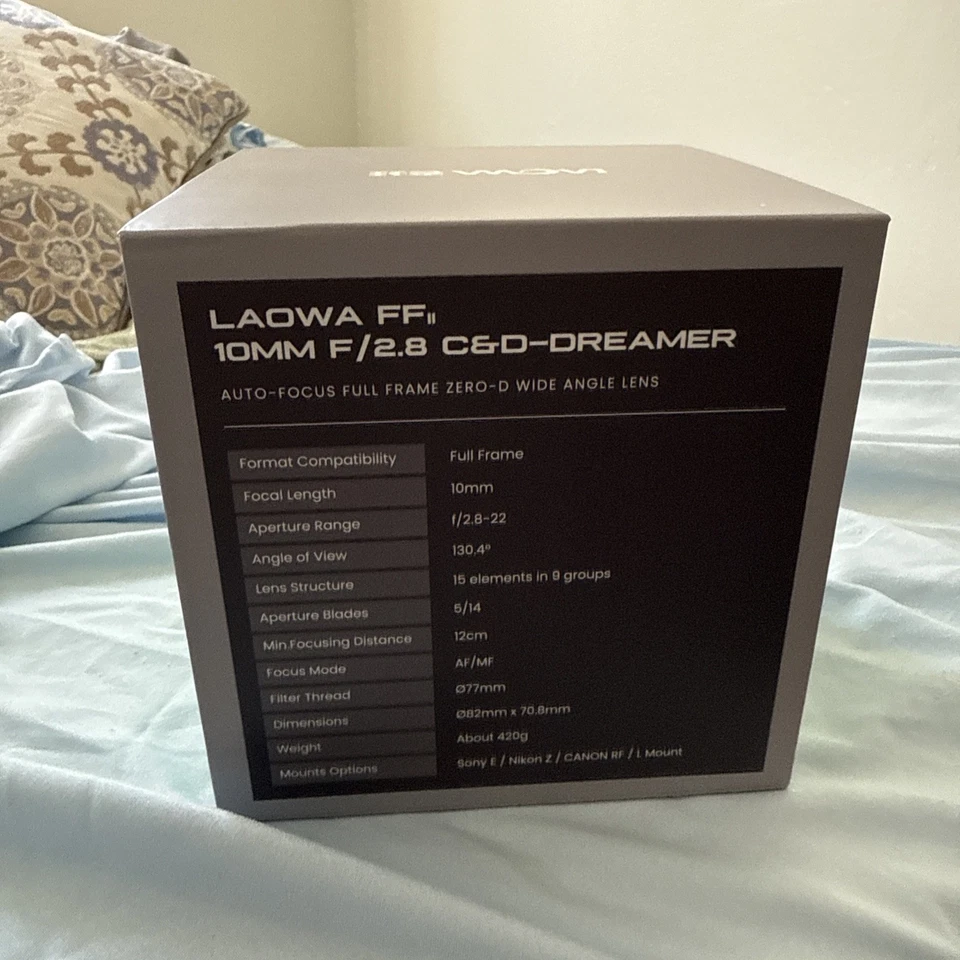 LAOWA
LAOWA FFII
10MM F/2.8 C&D-DREAMER
AUTO-FOCUS FULL FRAME ZERO-D WIDE ANGLE LENS
Format Compatibility Full Frame
Focal Length 10mm
Aperture Range f/2.8-22
Angle of View 130.4º
Lens Structure 15 elements in 9 groups
Aperture Blades 5/14
Min.Focusing Distance 12cm
Focus Mode AF/MF
Filter Thread Ø77mm
Dimensions Ø82mm x 70.8mm
Weight About 420g
Mounts Options Sony E / Nikon Z / CANON RF / L Mount